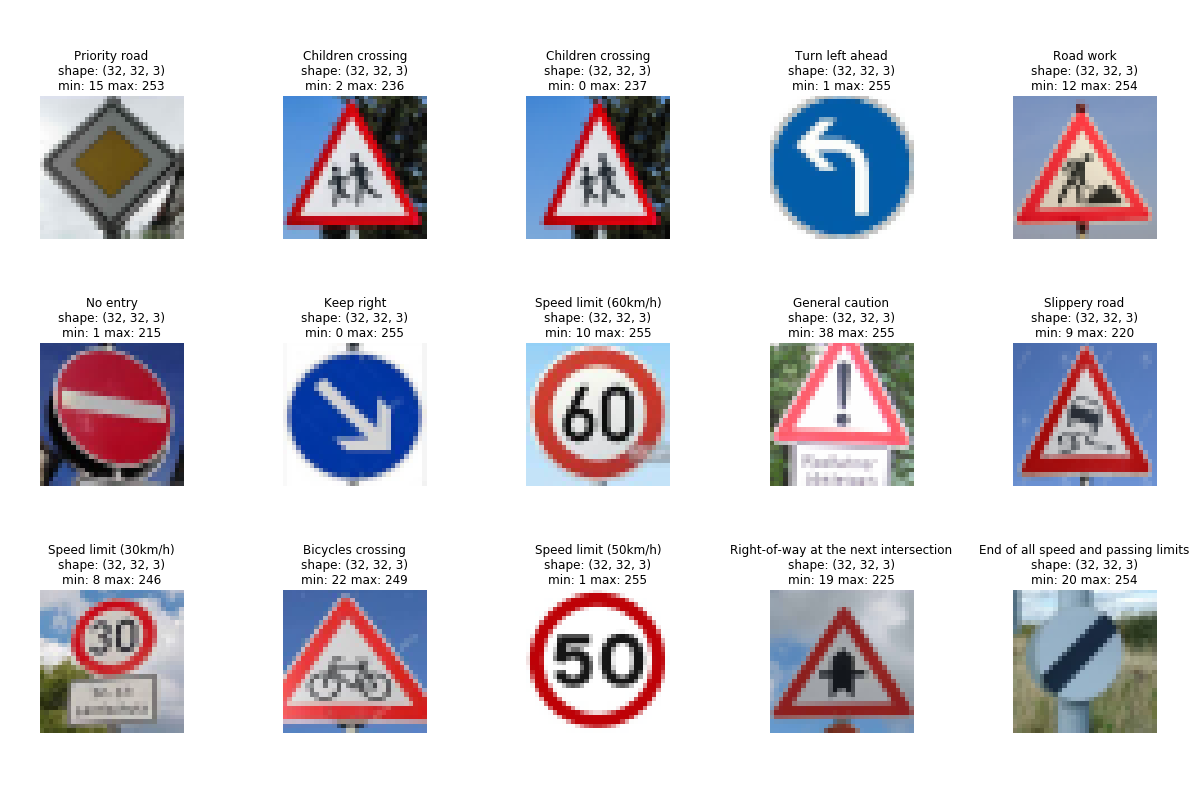 Priority road
shape: (32, 32, 3)
min: 15 max: 253
Children crossing
shape: (32, 32, 3)
min: 2 max: 236
Children crossing
shape: (32, 32, 3)
min: 0 max: 237
Turn left ahead
shape: (32, 32, 3)
min: 1 max: 255
Road work
shape: (32, 32, 3)
min: 12 max: 254
No entry
shape: (32, 32, 3)
min: 1 max: 215
Keep right
shape: (32, 32, 3)
min: 0 max: 255
Speed limit (60km/h)
shape: (32, 32, 3)
min: 10 max: 255
60
General caution
shape: (32, 32, 3)
min: 38 max: 255
!
Slippery road
shape: (32, 32, 3)
min: 9 max: 220
Speed limit (30km/h)
shape: (32, 32, 3)
min: 8 max: 246
30
Bicycles crossing
shape: (32, 32, 3)
min: 22 max: 249
Speed limit (50km/h)
shape: (32, 32, 3)
min: 1 max: 255
50
Right-of-way at the next intersection
shape: (32, 32, 3)
min: 19 max: 225
End of all speed and passing limits
shape: (32, 32, 3)
min: 20 max: 254